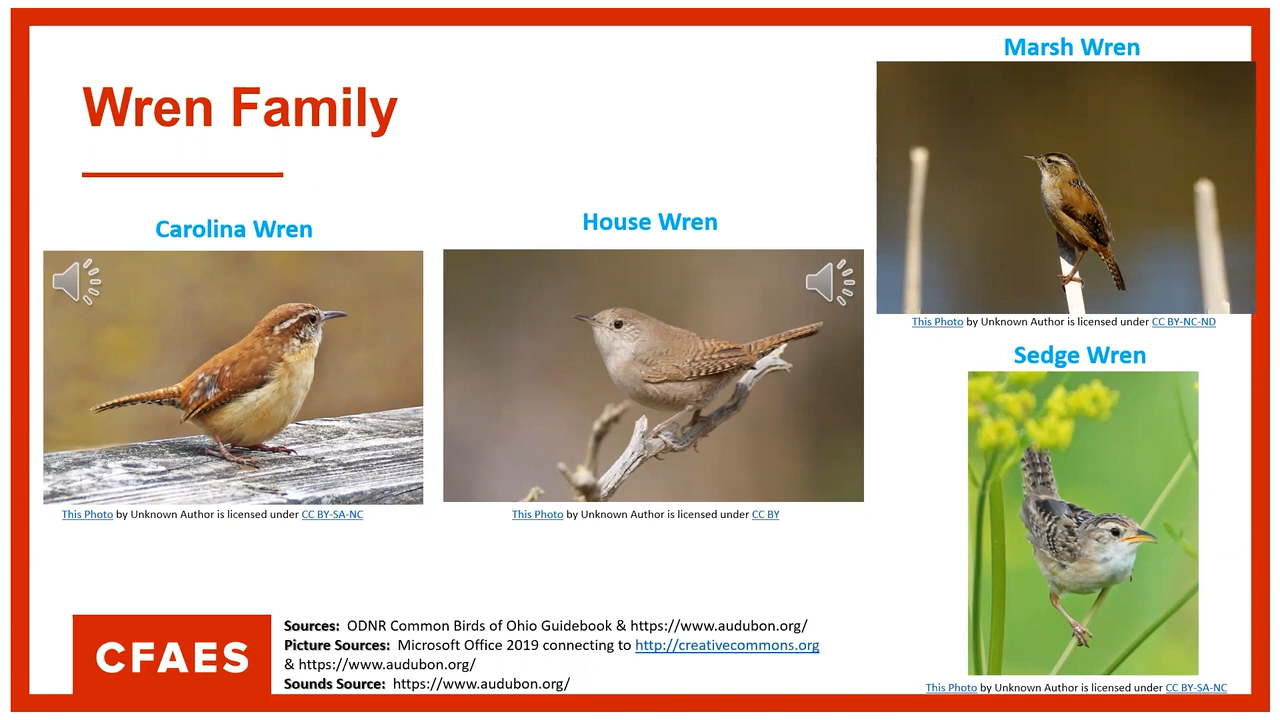 Wren Family
Carolina Wren
This Photo by Unknown Author is licensed under CC BY-SA-NC
House Wren
This Photo by Unknown Author is licensed under CC BY
Marsh Wren
This Photo by Unknown Author is licensed under CC BY-NC-ND
Sedge Wren
This Photo by Unknown Author is licensed under CC BY-SA-NC
CFAES
Sources: ODNR Common Birds of Ohio Guidebook & https://www.audubon.org/
Picture Sources: Microsoft Office 2019 connecting to http://creativecommons.org
& https://www.audubon.org/
Sounds Source: https://www.audubon.org/